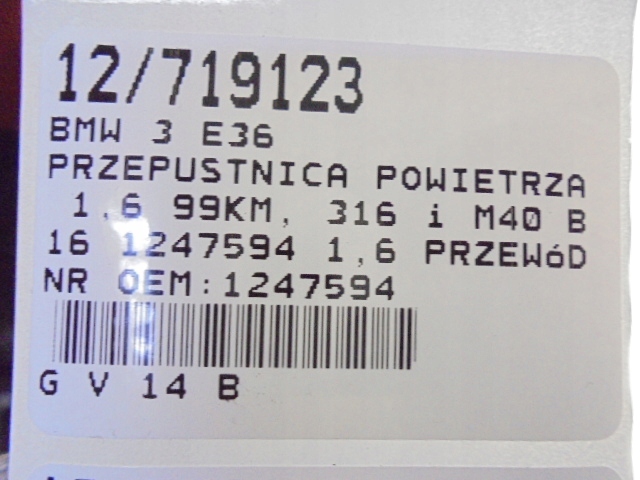 12/719123
BMW 3 E36
PRZEPUSTNICA POWIETRZA
1,6 99KM, 316 i M40 B
16 1247594 1,6 PRZEWóD
NR OEM:1247594
G V 14 B